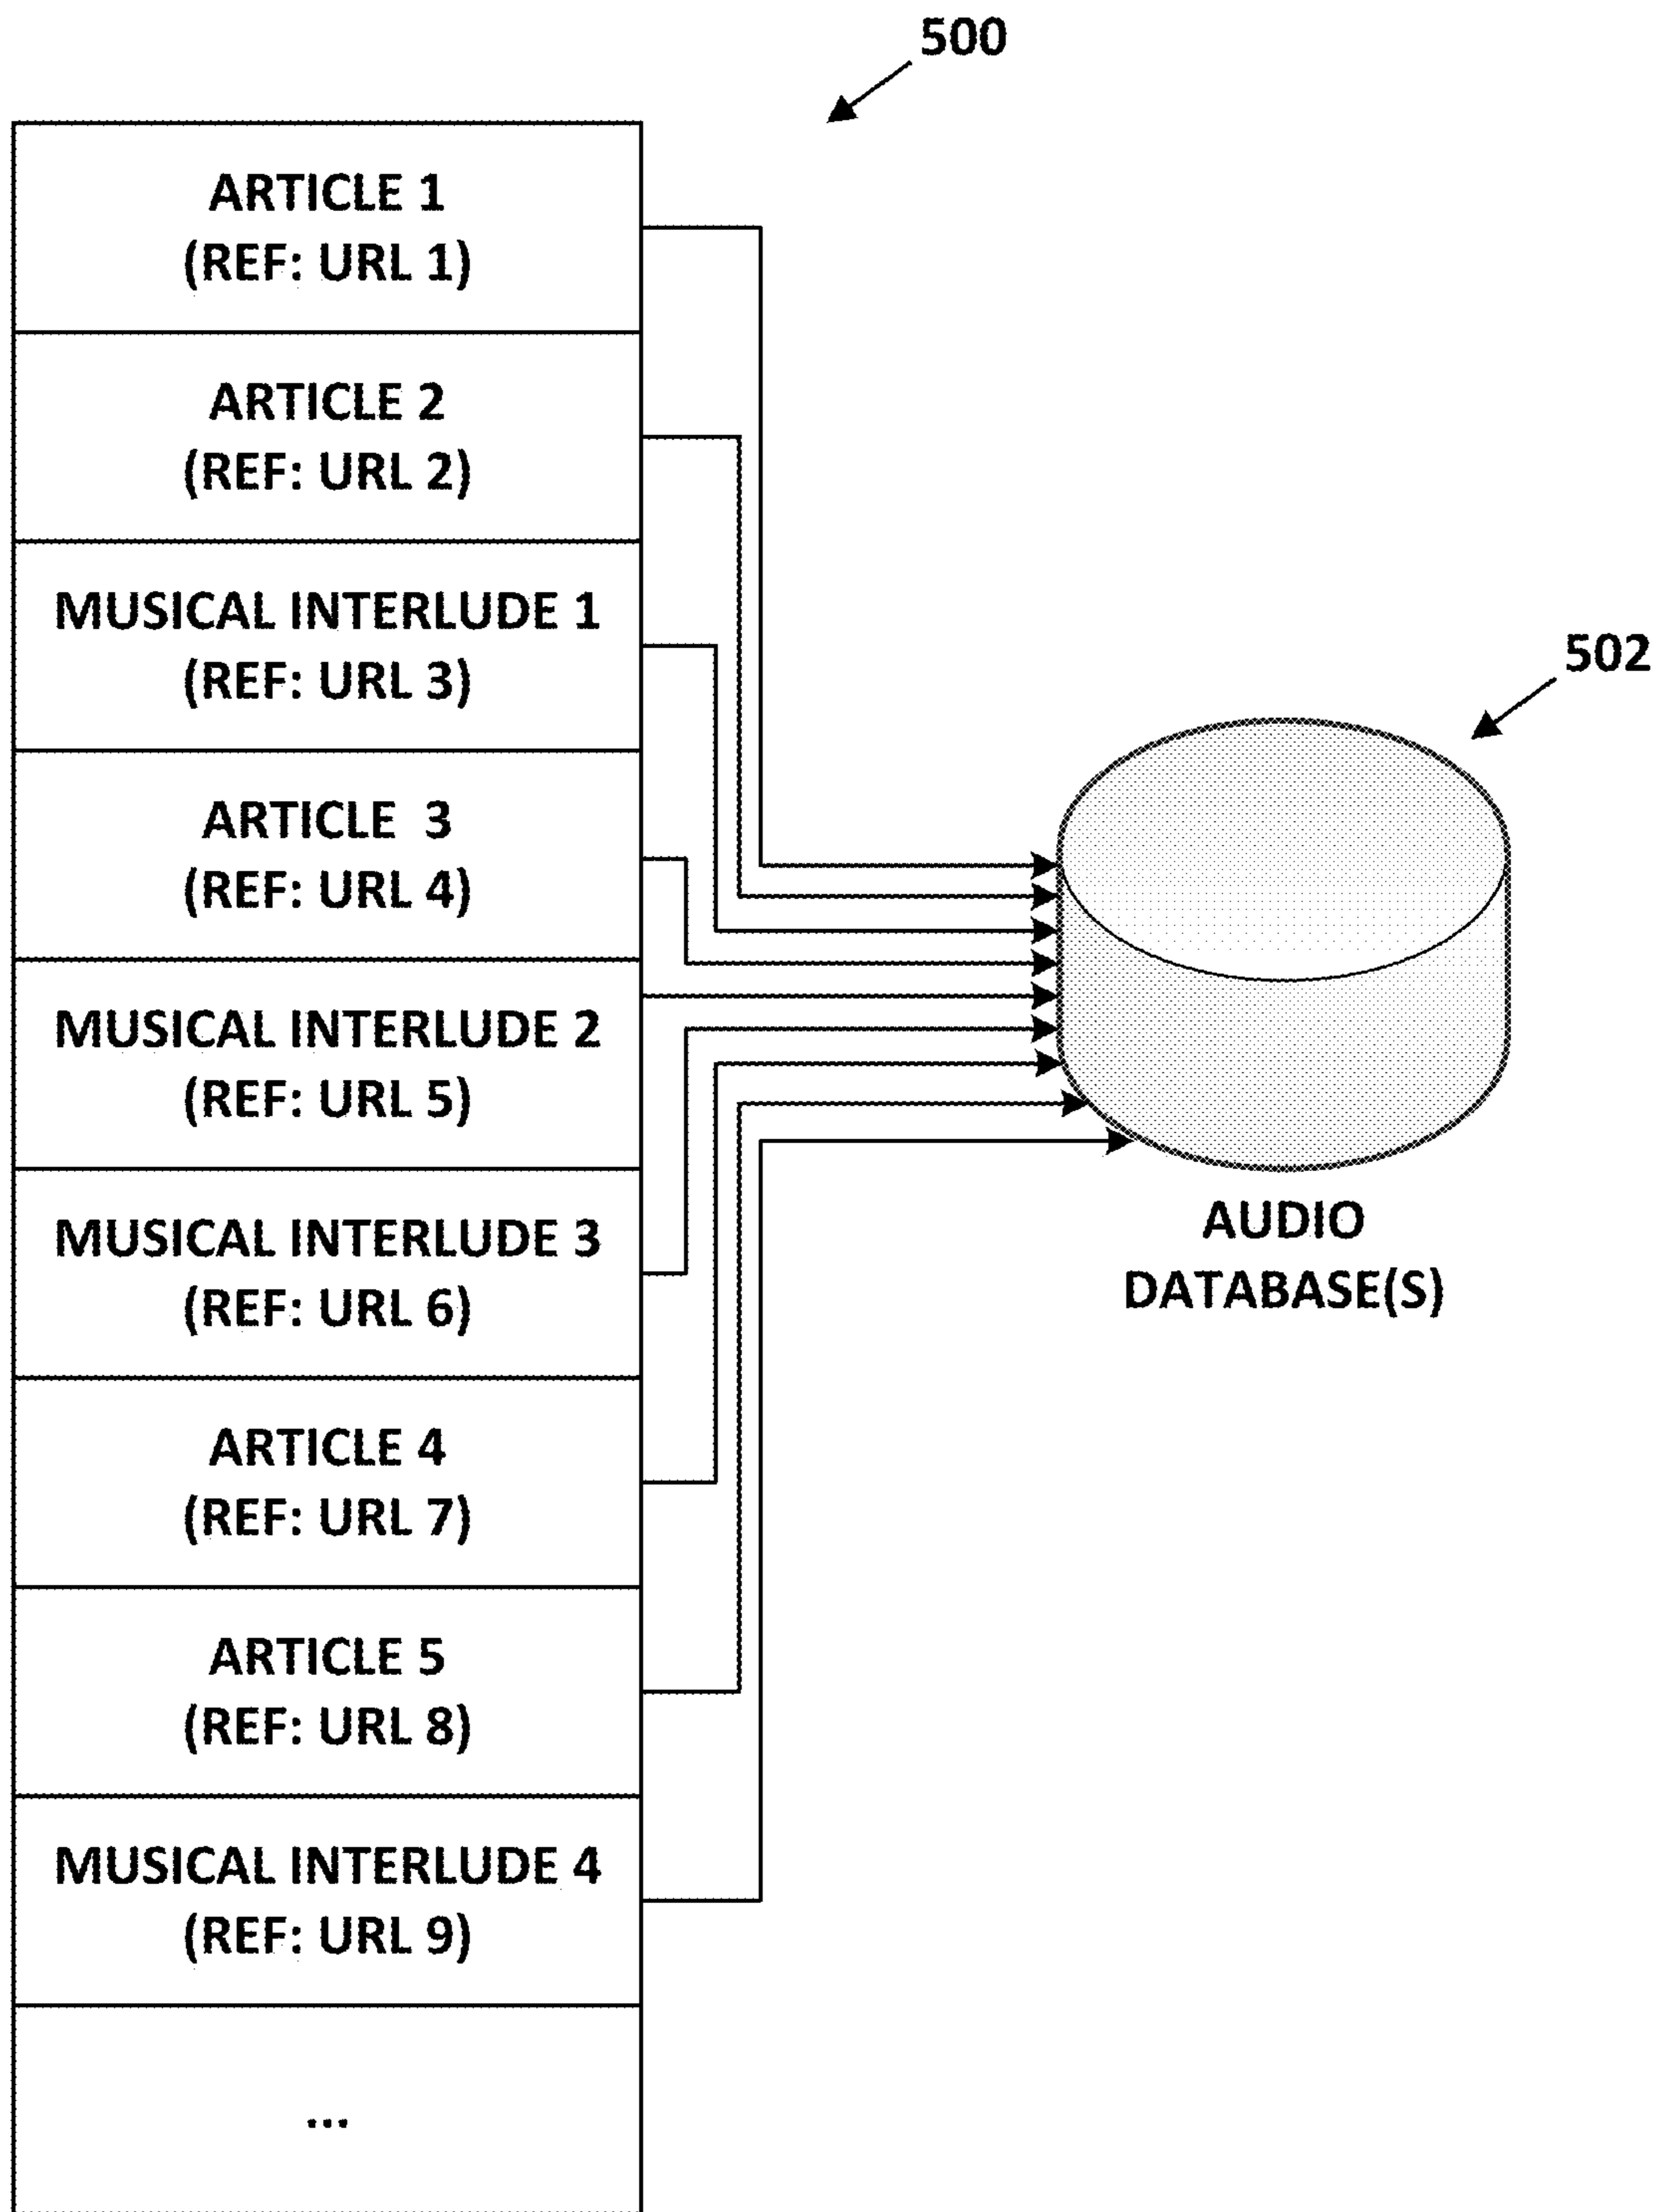 500
ARTICLE 1
(REF: URL 1)
ARTICLE 2
(REF: URL 2)
MUSICAL INTERLUDE 1
(REF: URL 3)
502
ARTICLE 3
(REF: URL 4)
MUSICAL INTERLUDE 2
(REF: URL 5)
MUSICAL INTERLUDE 3
(REF: URL 6)
AUDIO
DATABASE(S)
ARTICLE 4
(REF: URL 7)
ARTICLE 5
(REF: URL 8)
MUSICAL INTERLUDE 4
(REF: URL 9)
...